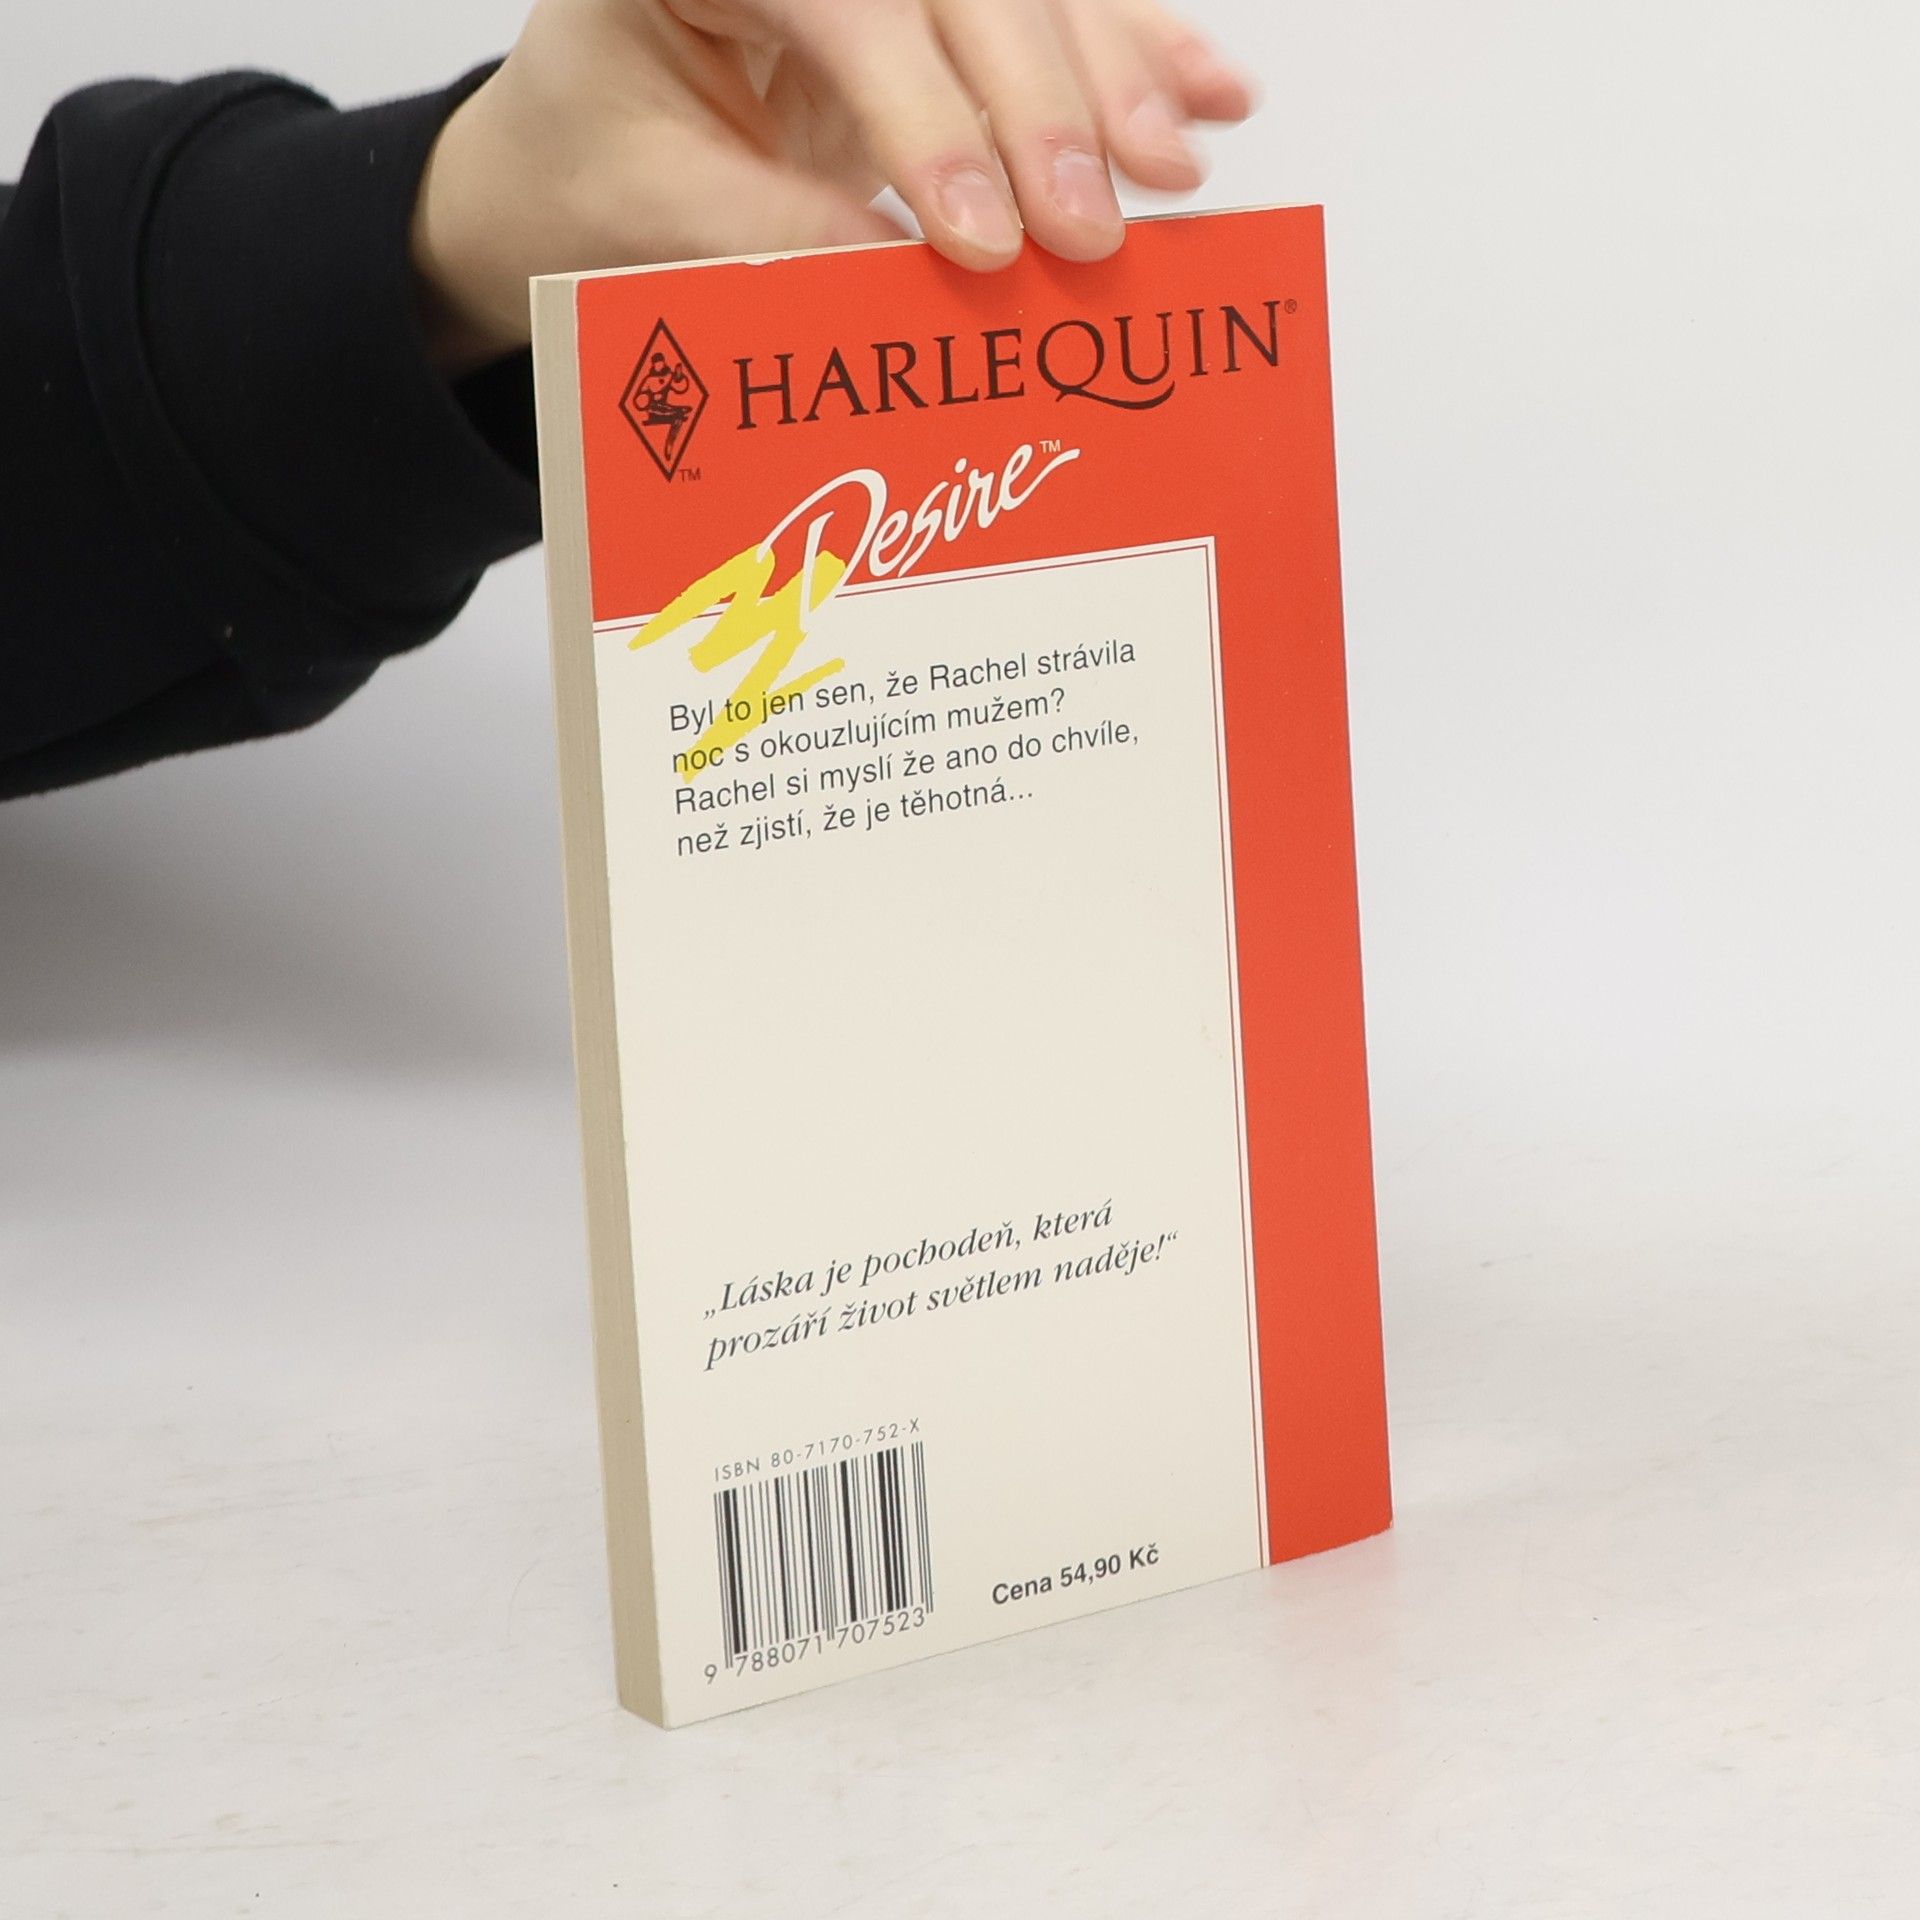 HARLEQUIN®
TM
Desire™
Byl to jen sen, že Rachel strávila
noc s okouzlujícím mužem?
Rachel si myslí že ano do chvíle,
než zjistí, že je těhotná...
„Láska je pochodeň, která
prozáří život světlem naděje!“
ISBN 80-7170-752-X
9 788071 707523
Cena 54,90 Kč